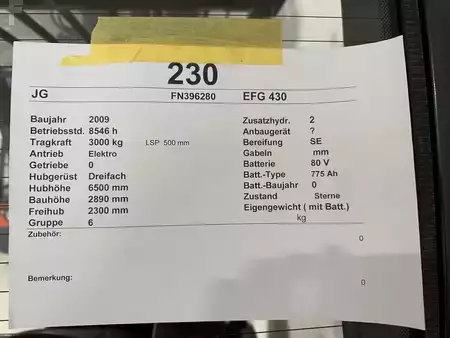 230
JG FN396280 EFG 430
Baujahr 2009 Zusatzhydr. 2
Betriebsstd. 8546 h Anbaugerät ?
Tragkraft 3000 kg LSP 500 mm Bereifung SE
Antrieb Elektro Gabeln mm
Getriebe 0 Batterie 80 V
Hubgerüst Dreifach Batt.-Type 775 Ah
Hubhöhe 6500 mm Batt.-Baujahr 0
Bauhöhe 2890 mm Zustand Sterne
Freihub 2300 mm Eigengewicht ( mit Batt.)
Gruppe 6 kg
Zubehör: 0
Bemerkung: 0